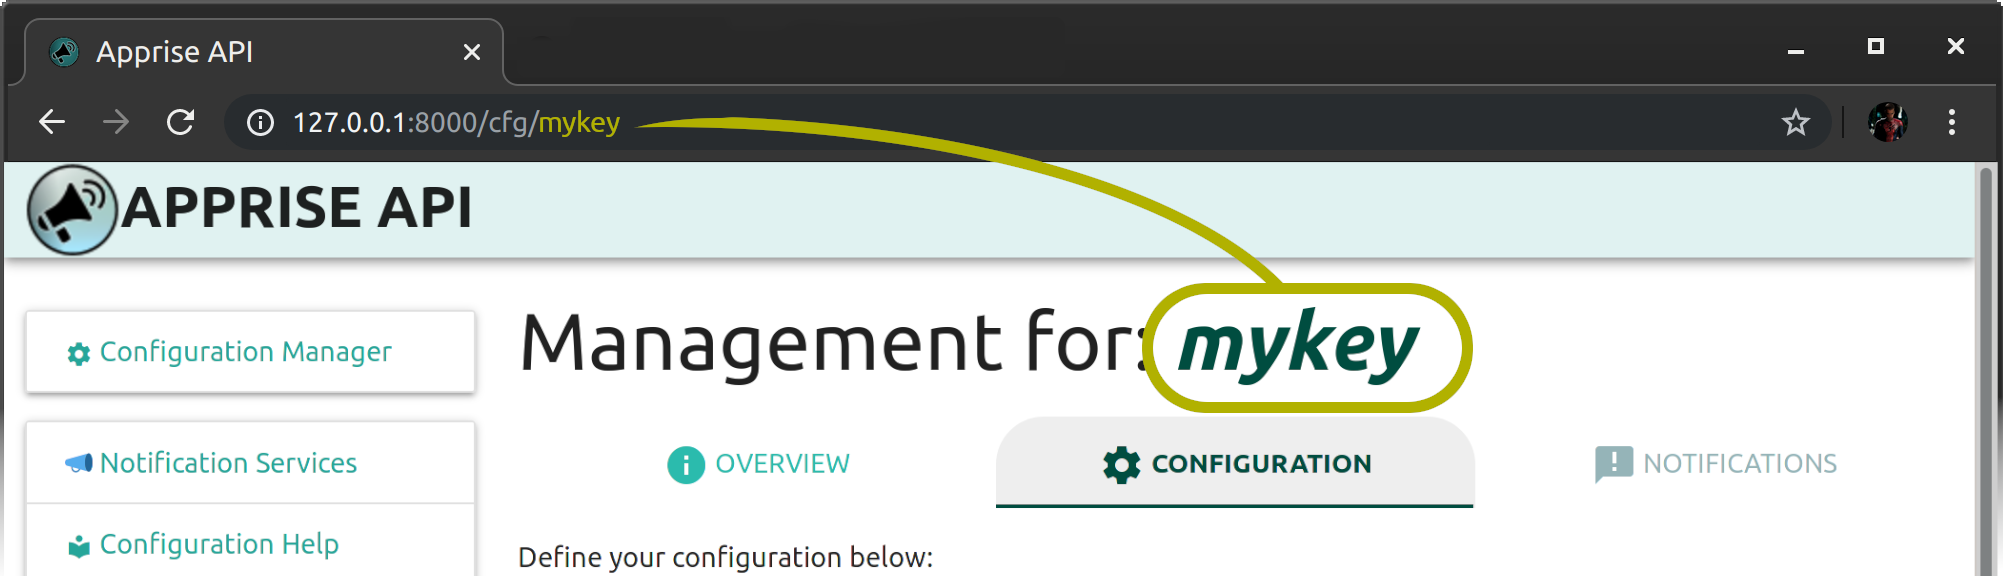 Apprise API
127.0.0.1:8000/cfg/mykey
APPRISE API
Management for: mykey
Configuration Manager
Notification Services
Configuration Help
OVERVIEW
CONFIGURATION
NOTIFICATIONS
Define your configuration below: